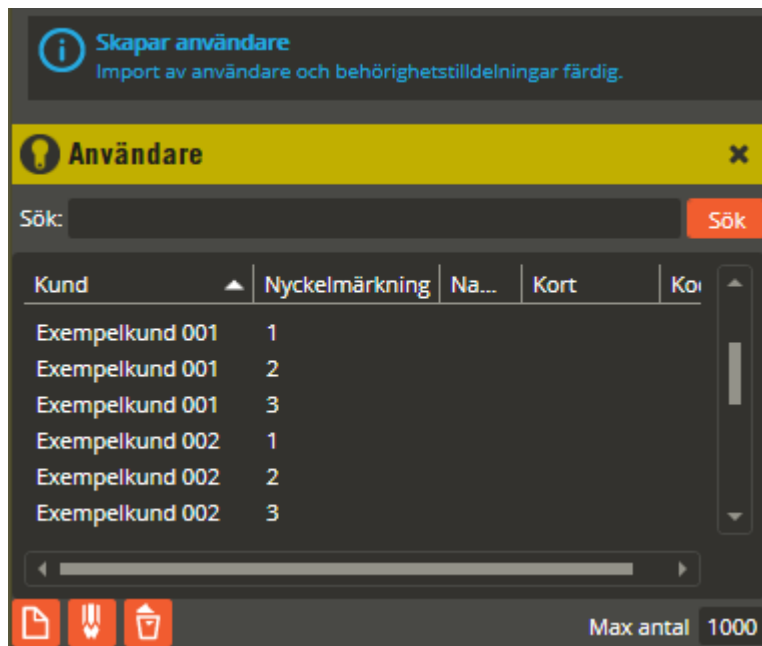 Skapar användare
Import av användare och behörighetstilldelningar färdig.
Användare
Sök:
Sök
Kund Nyckelmärkning Na... Kort
Exempelkund 001 1
Exempelkund 001 2
Exempelkund 001 3
Exempelkund 002 1
Exempelkund 002 2
Exempelkund 002 3
Max antal 1000